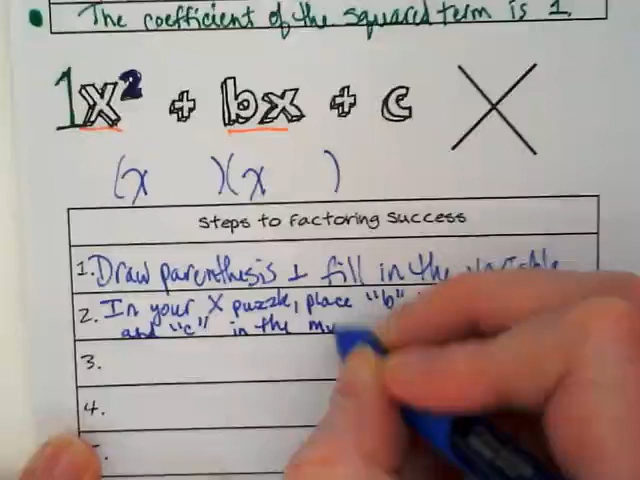 The coefficient of the squared term is 1.
1x² + bx + c
(x )(x )
Steps to Factoring Success
1. Draw parenthesis + fill in the variable
2. In your X puzzle, place "b"
and "c" in the
3.
4.